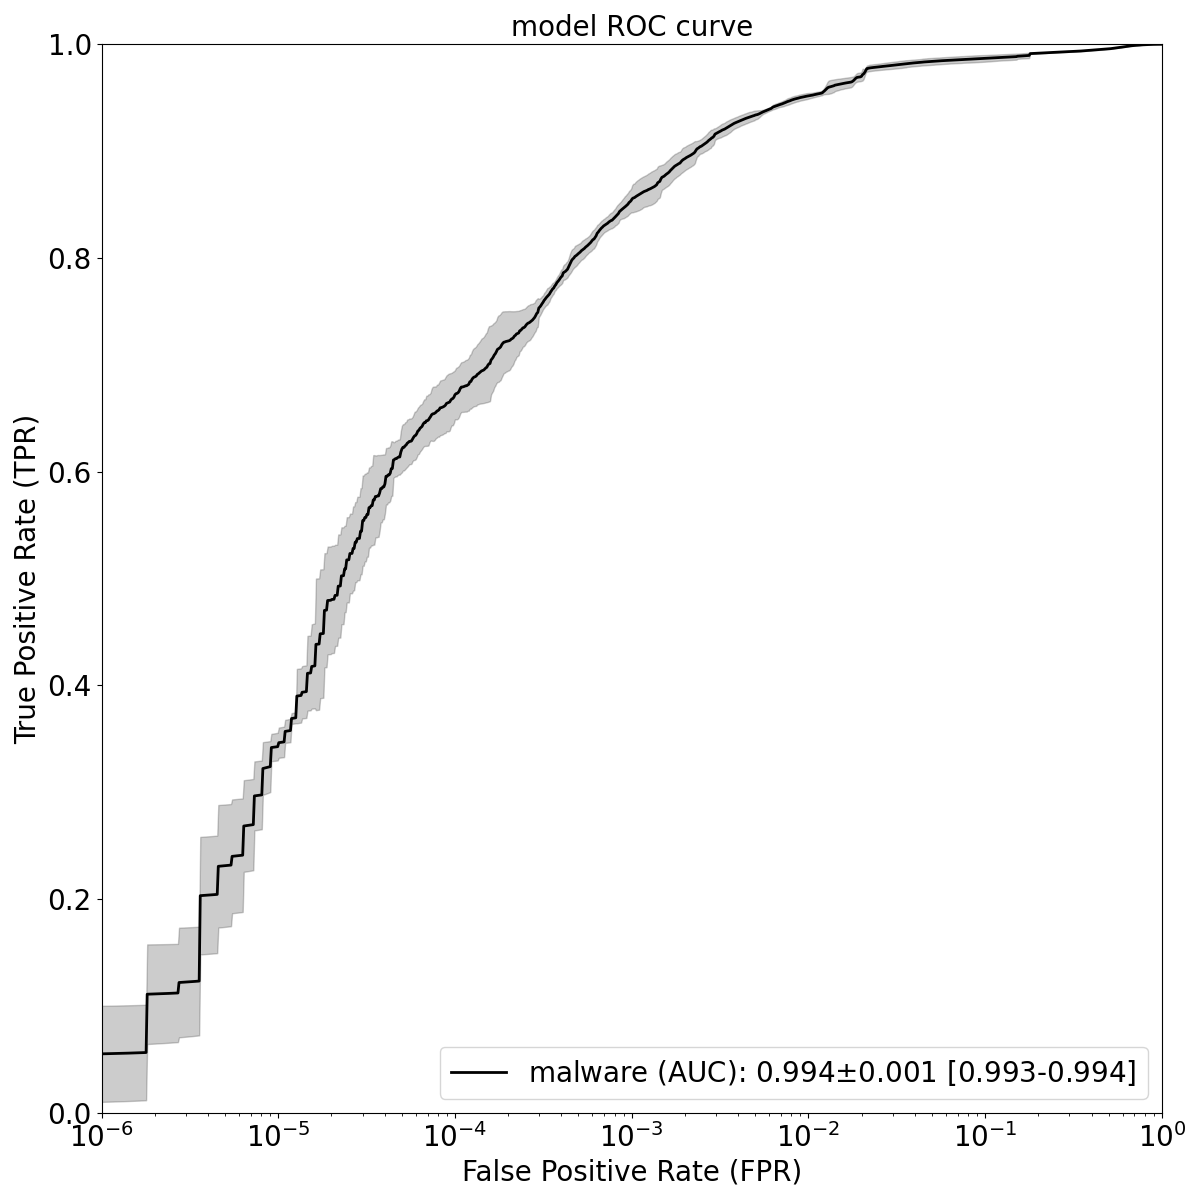 model ROC curve
1.0
0.8
0.6
0.4
0.2
0.0
True Positive Rate (TPR)
malware (AUC): 0.994±0.001 [0.993-0.994]
10⁻⁶ 10⁻⁵ 10⁻⁴ 10⁻³ 10⁻² 10⁻¹ 10⁰
False Positive Rate (FPR)